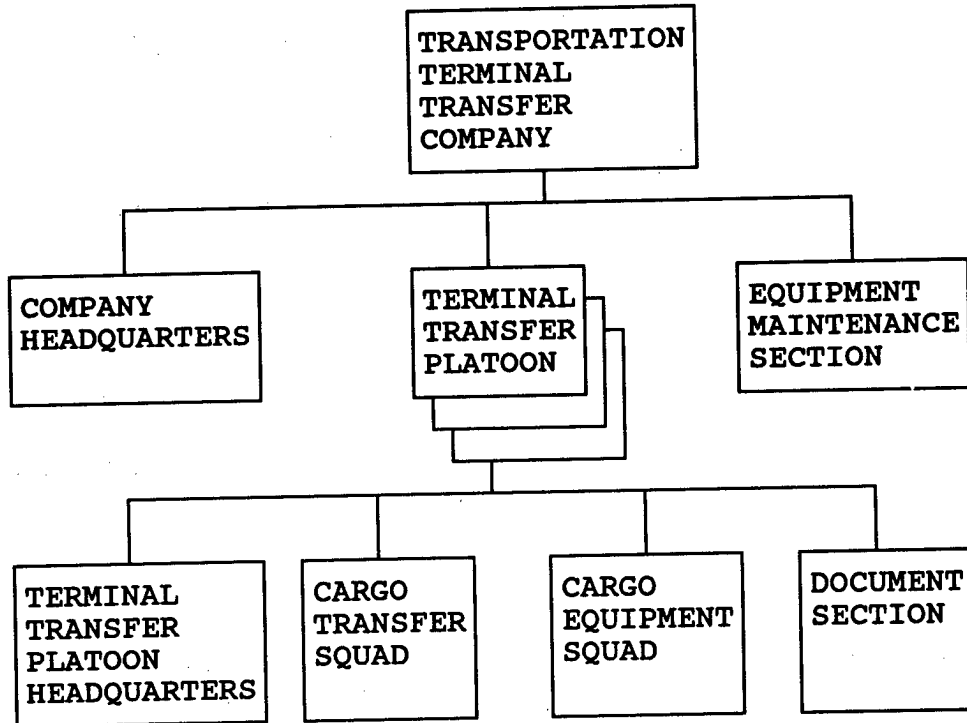 TRANSPORTATION
TERMINAL
TRANSFER
COMPANY
COMPANY
HEADQUARTERS
TERMINAL
TRANSFER
PLATOON
EQUIPMENT
MAINTENANCE
SECTION
TERMINAL
TRANSFER
PLATOON
HEADQUARTERS
CARGO
TRANSFER
SQUAD
CARGO
EQUIPMENT
SQUAD
DOCUMENT
SECTION